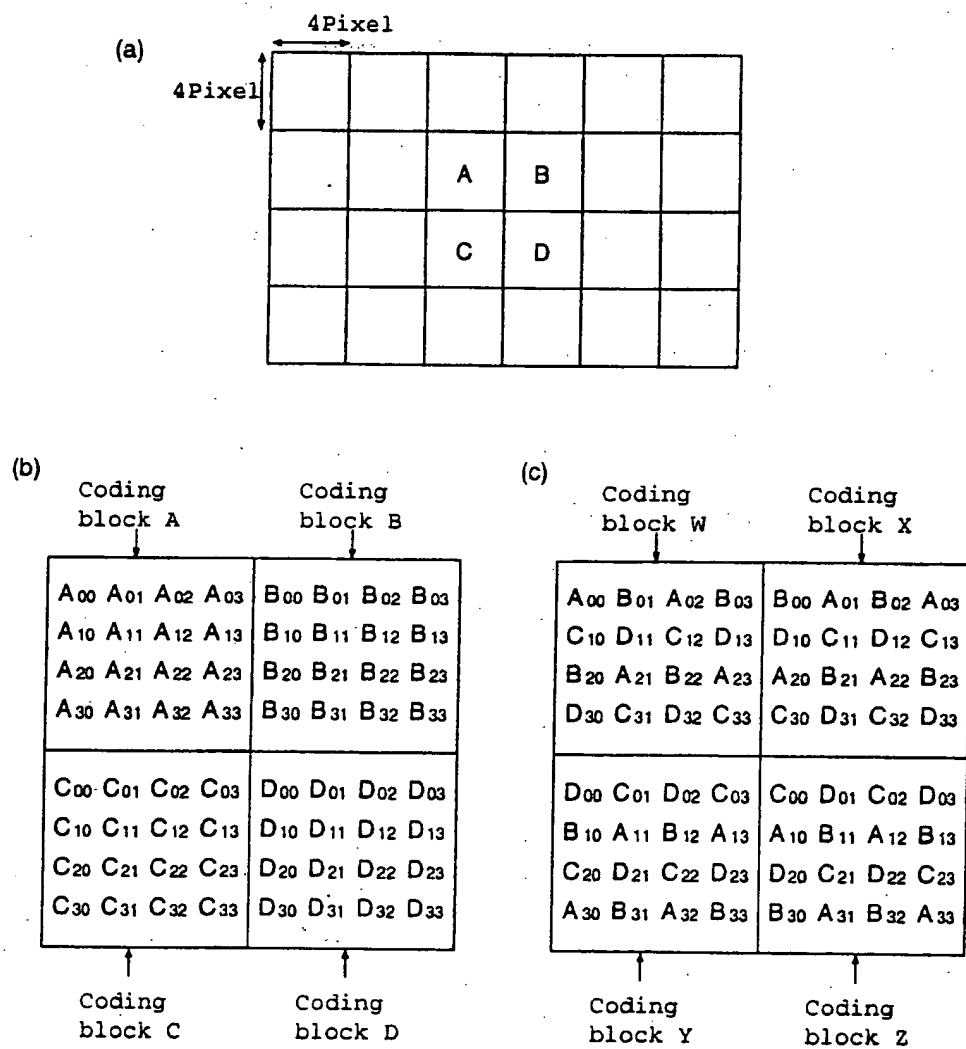 (a)
4Pixel
4Pixel
A B
C D
(b)
Coding
block A
Coding
block B
A00 A01 A02 A03 B00 B01 B02 B03
A10 A11 A12 A13 B10 B11 B12 B13
A20 A21 A22 A23 B20 B21 B22 B23
A30 A31 A32 A33 B30 B31 B32 B33
C00 C01 C02 C03 D00 D01 D02 D03
C10 C11 C12 C13 D10 D11 D12 D13
C20 C21 C22 C23 D20 D21 D22 D23
C30 C31 C32 C33 D30 D31 D32 D33
Coding
block C
Coding
block D
(c)
Coding
block W
Coding
block X
A00 B01 A02 B03 B00 A01 B02 A03
C10 D11 C12 D13 D10 C11 D12 C13
B20 A21 B22 A23 A20 B21 A22 B23
D30 C31 D32 C33 C30 D31 C32 D33
D00 C01 D02 C03 C00 D01 C02 D03
B10 A11 B12 A13 A10 B11 A12 B13
C20 D21 C22 D23 D20 C21 D22 C23
A30 B31 A32 B33 B30 A31 B32 A33
Coding
block Y
Coding
block Z